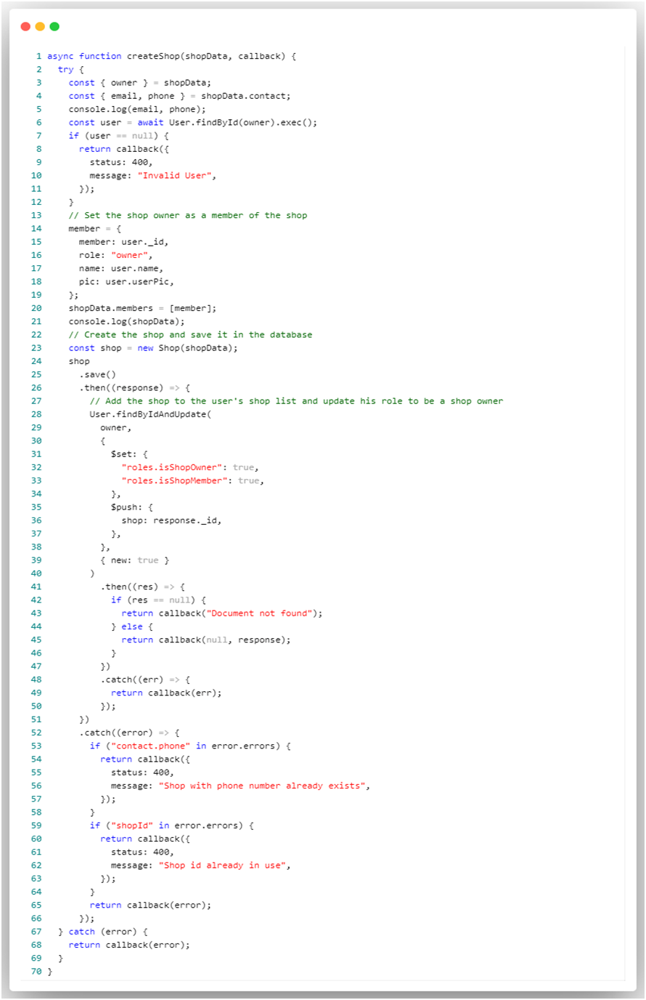 1 async function createShop(shopData, callback) {
2   try {
3     const { owner } = shopData;
4     const { email, phone } = shopData.contact;
5     console.log(email, phone);
6     const user = await User.findById(owner).exec();
7     if (user == null) {
8       return callback({
9         status: 400,
10         message: "Invalid User",
11       });
12     }
13     // Set the shop owner as a member of the shop
14     member = {
15       member: user._id,
16       role: "owner",
17       name: user.name,
18       pic: user.userPic,
19     };
20     shopData.members = [member];
21     console.log(shopData);
22     // Create the shop and save it in the database
23     const shop = new Shop(shopData);
24     shop
25       .save()
26       .then((response) => {
27         // Add the shop to the user's shop list and update his role to be a shop owner
28         User.findByIdAndUpdate(
29           owner,
30           {
31             $set: {
32               "roles.isShopOwner": true,
33               "roles.isShopMember": true,
34             },
35             $push: {
36               shop: response._id,
37             },
38           },
39           { new: true }
40         )
41           .then((res) => {
42             if (res == null) {
43               return callback("Document not found");
44             } else {
45               return callback(null, response);
46             }
47           })
48           .catch((err) => {
49             return callback(err);
50           });
51       })
52       .catch((error) => {
53         if ("contact.phone" in error.errors) {
54           return callback({
55             status: 400,
56             message: "Shop with phone number already exists",
57           });
58         }
59         if ("shopId" in error.errors) {
60           return callback({
61             status: 400,
62             message: "Shop id already in use",
63           });
64         }
65         return callback(error);
66       });
67   } catch (error) {
68     return callback(error);
69   }
70 }